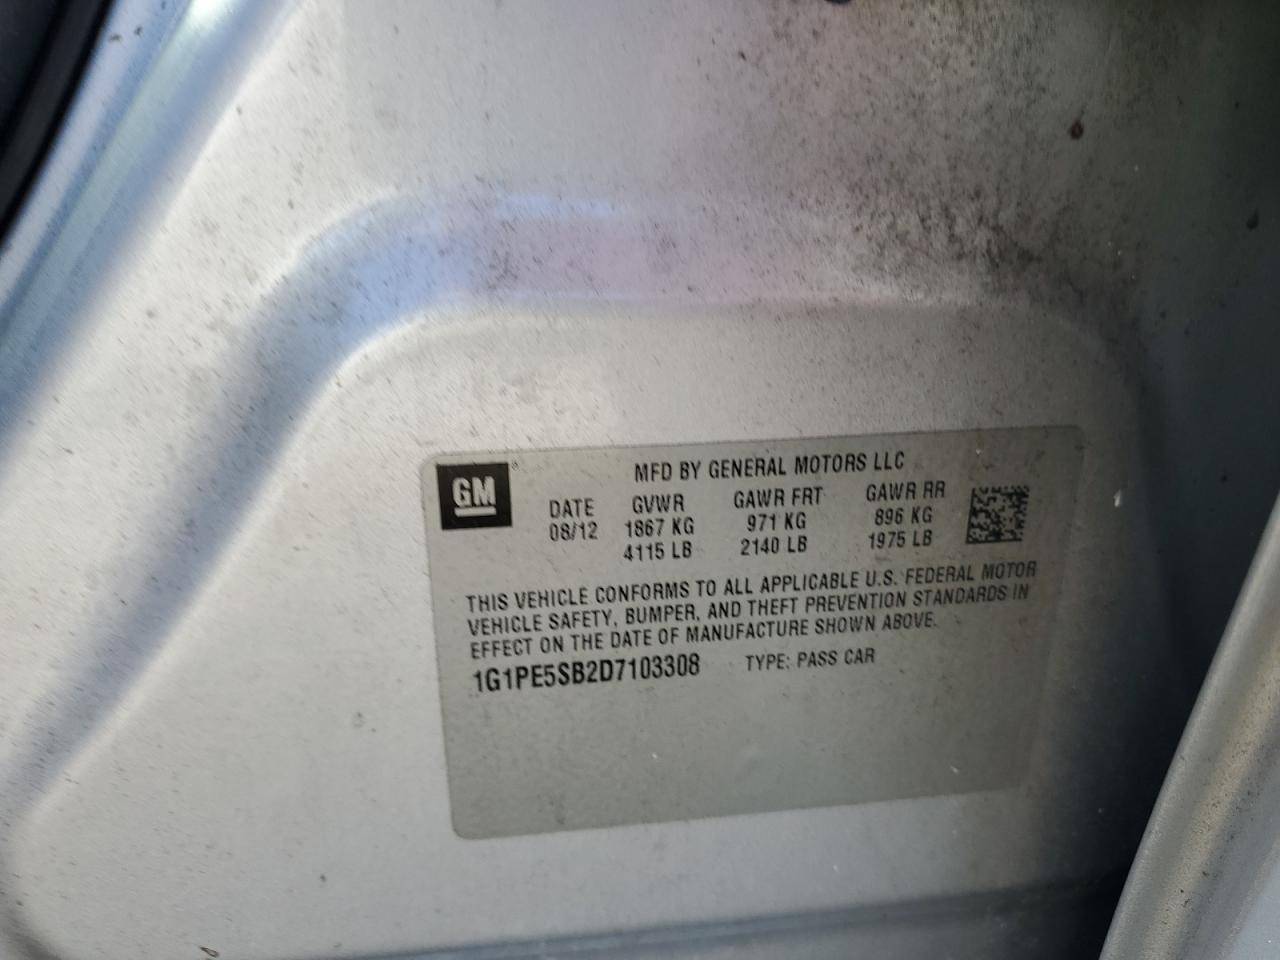 GM
MFD BY GENERAL MOTORS LLC
DATE GVWR GAWR FRT GAWR RR
08/12 1867 KG 971 KG 896 KG
4115 LB 2140 LB 1975 LB
THIS VEHICLE CONFORMS TO ALL APPLICABLE U.S. FEDERAL MOTOR
VEHICLE SAFETY, BUMPER, AND THEFT PREVENTION STANDARDS IN
EFFECT ON THE DATE OF MANUFACTURE SHOWN ABOVE.
1G1PE5SB2D7103308 TYPE: PASS CAR